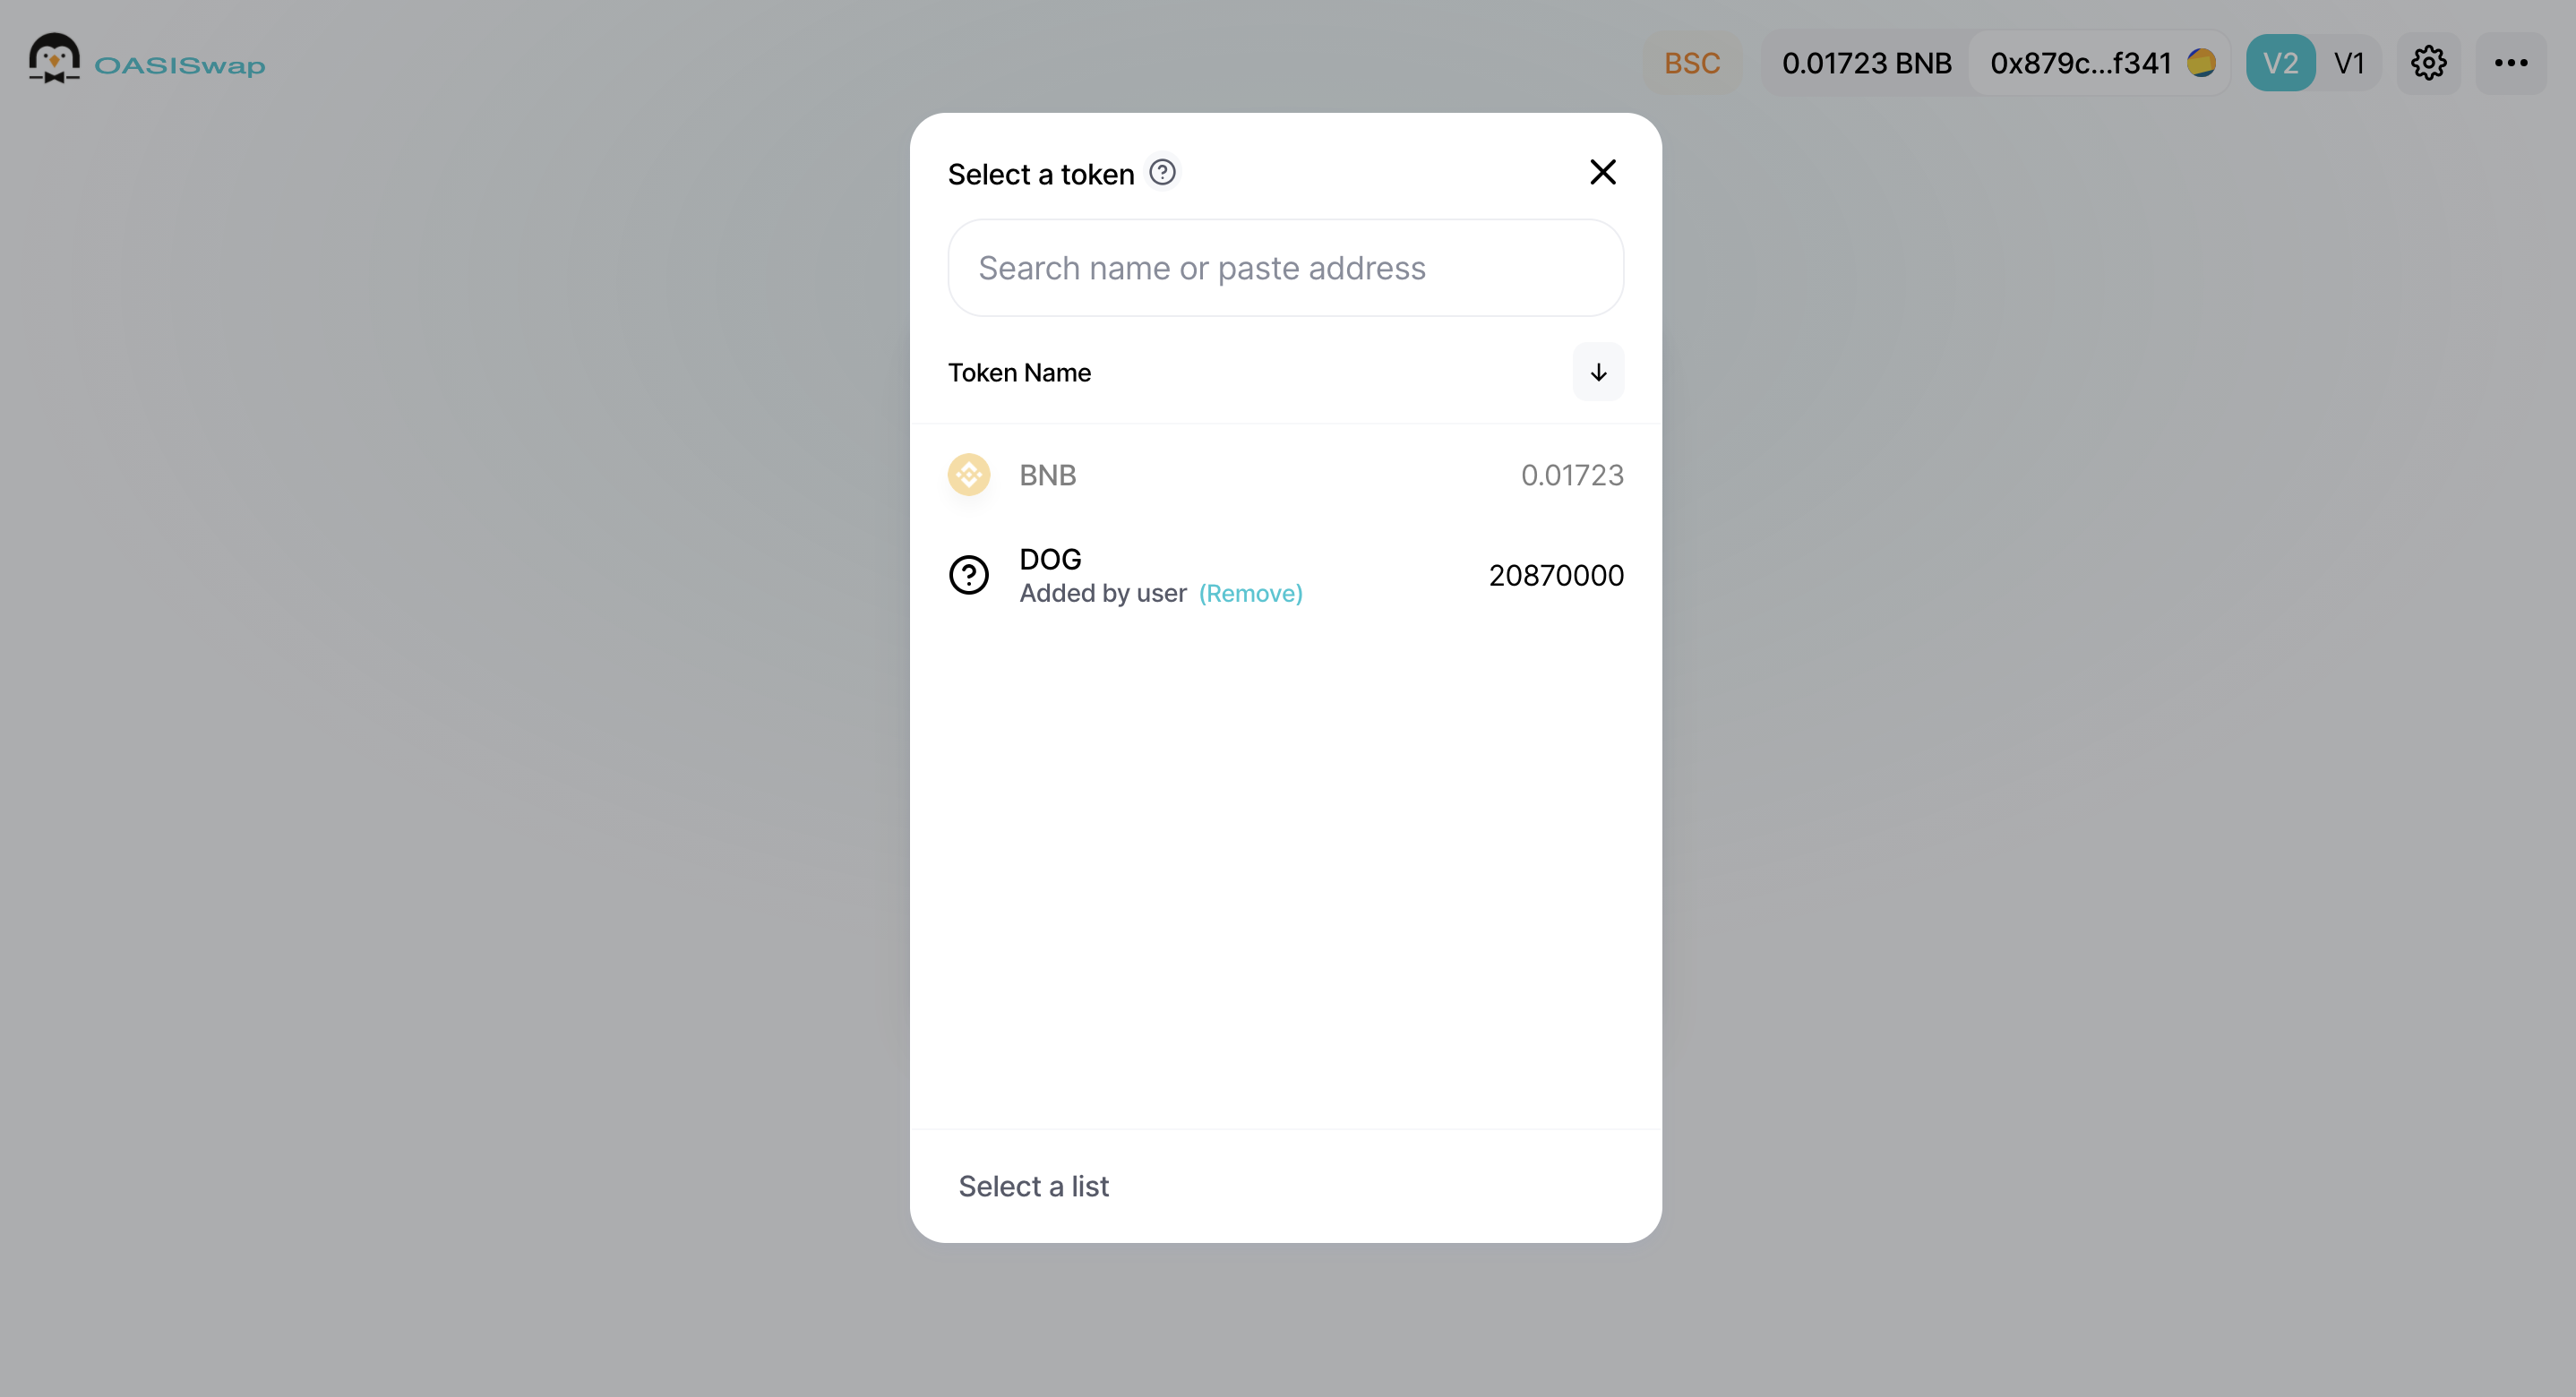 OASISwap
BSC
0.01723 BNB
0x879c...f341
V2
V1
Select a token
Search name or paste address
Token Name
BNB
0.01723
DOG
Added by user (Remove)
20870000
Select a list